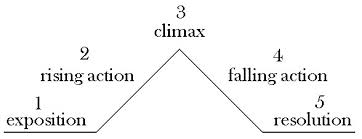 3
climax
2
rising action
4
falling action
1
exposition
5
resolution